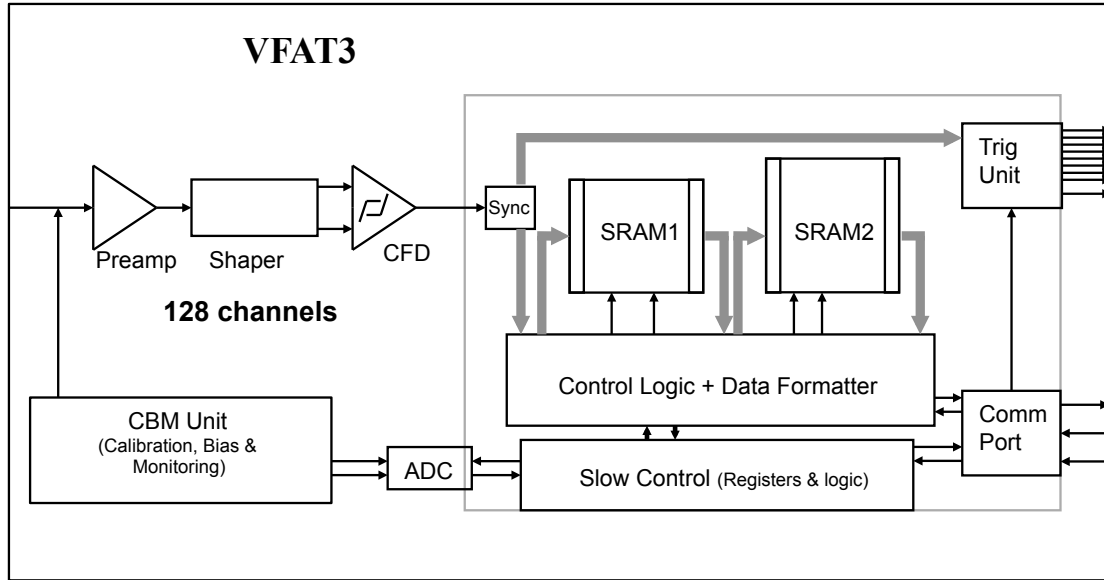 VFAT3
Trig
Unit
Sync
SRAM1
SRAM2
Preamp
Shaper
CFD
128 channels
Control Logic + Data Formatter
CBM Unit
(Calibration, Bias &
Monitoring)
ADC
Slow Control (Registers & logic)
Comm
Port